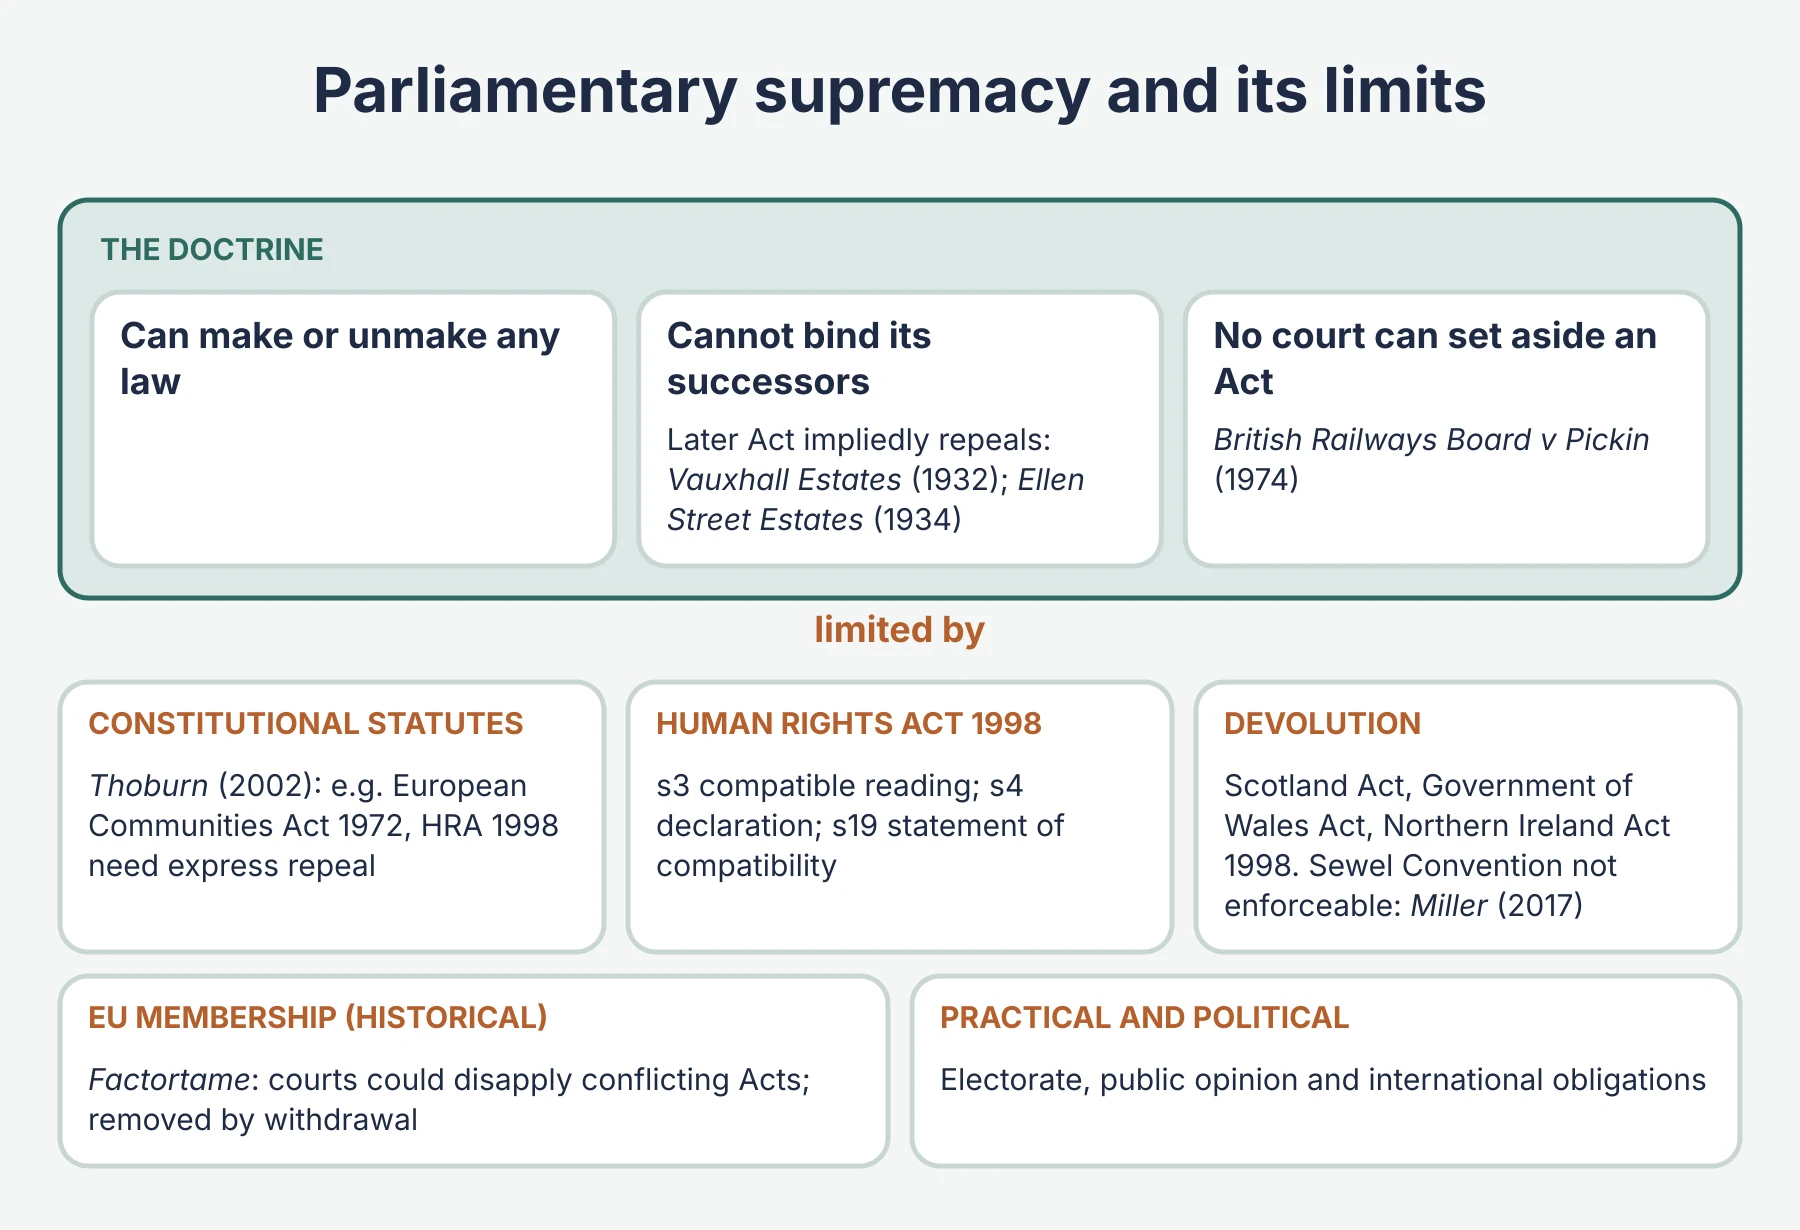 Parliamentary supremacy and its limits
THE DOCTRINE
Can make or unmake any
law
Cannot bind its
successors
Later Act impliedly repeals:
Vauxhall Estates (1932); Ellen
Street Estates (1934)
No court can set aside an
Act
British Railways Board v Pickin
(1974)
limited by
CONSTITUTIONAL STATUTES
Thoburn (2002): e.g. European
Communities Act 1972, HRA 1998
need express repeal
HUMAN RIGHTS ACT 1998
s3 compatible reading; s4
declaration; s19 statement of
compatibility
DEVOLUTION
Scotland Act, Government of
Wales Act, Northern Ireland Act
1998. Sewel Convention not
enforceable: Miller (2017)
EU MEMBERSHIP (HISTORICAL)
Factortame: courts could disapply conflicting Acts;
removed by withdrawal
PRACTICAL AND POLITICAL
Electorate, public opinion and international obligations